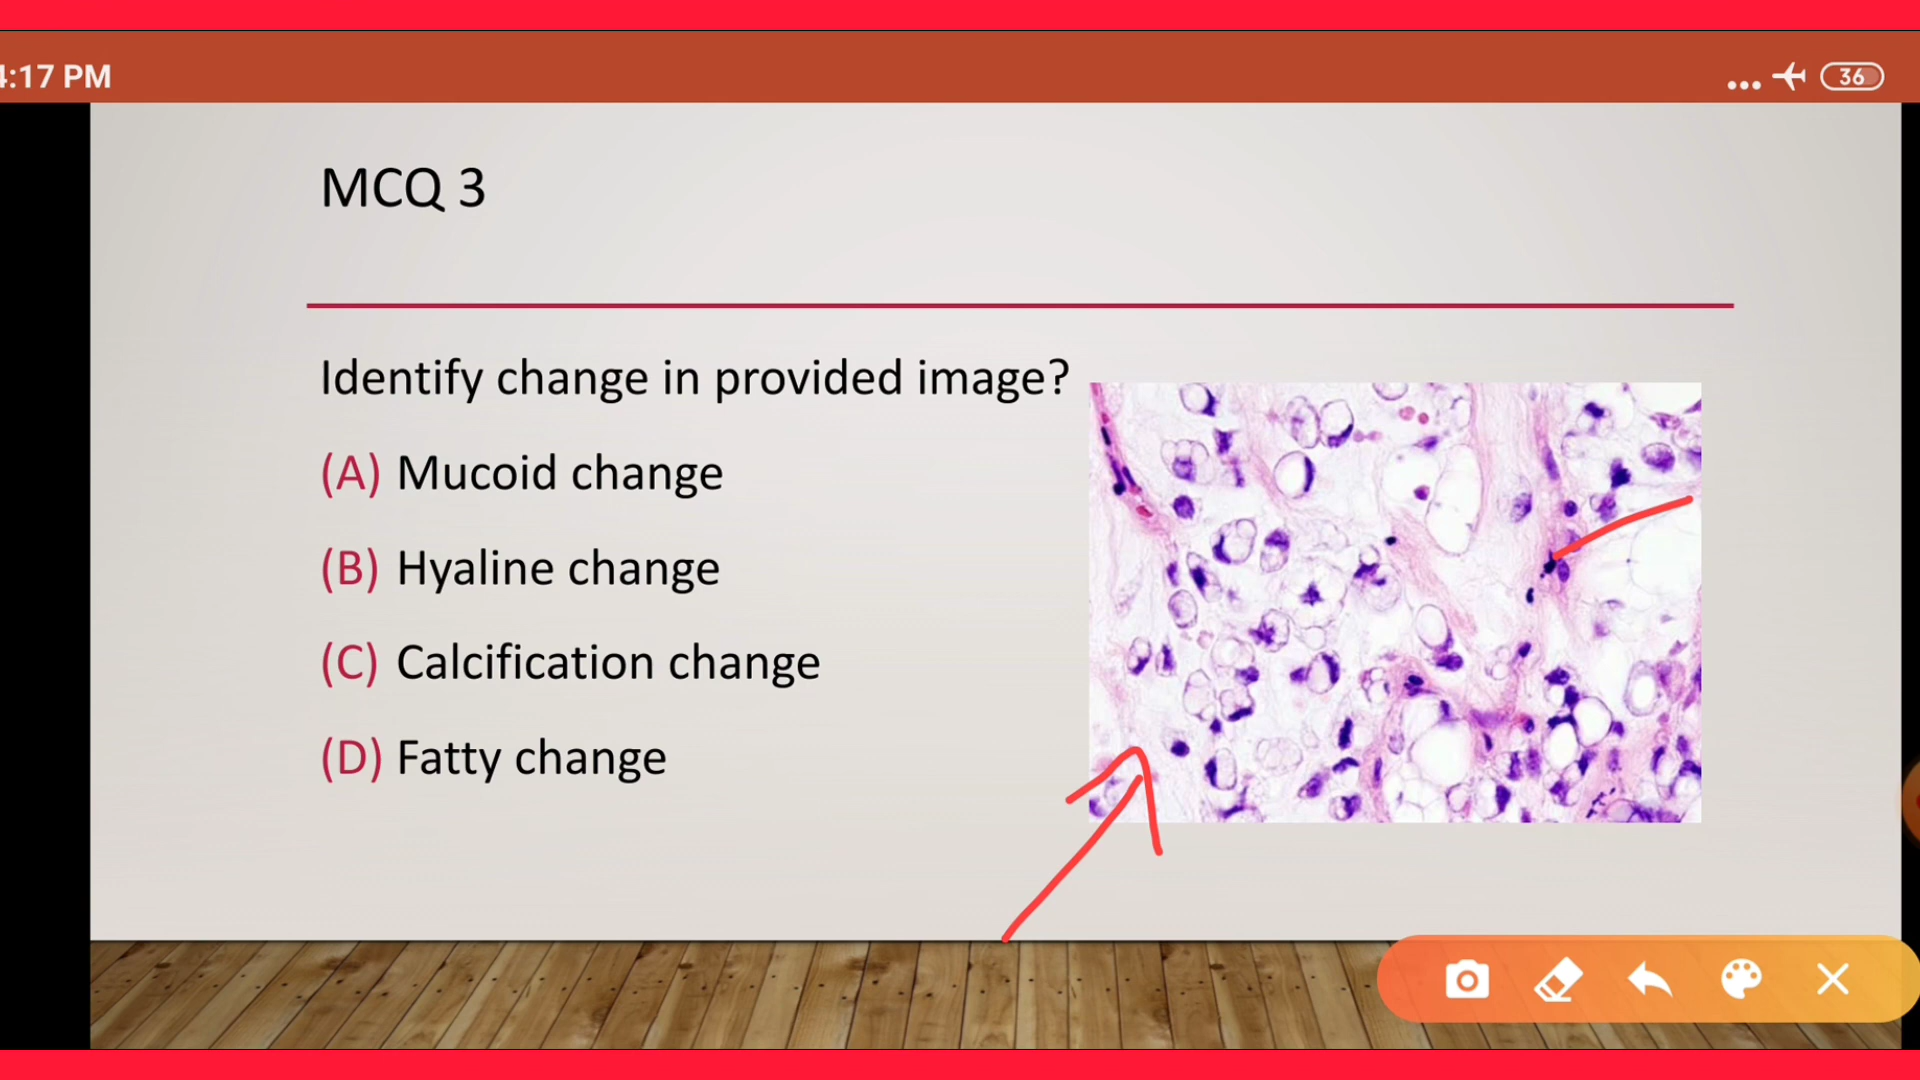 :17 PM
36
MCQ 3
Identify change in provided image?
(A) Mucoid change
(B) Hyaline change
(C) Calcification change
(D) Fatty change